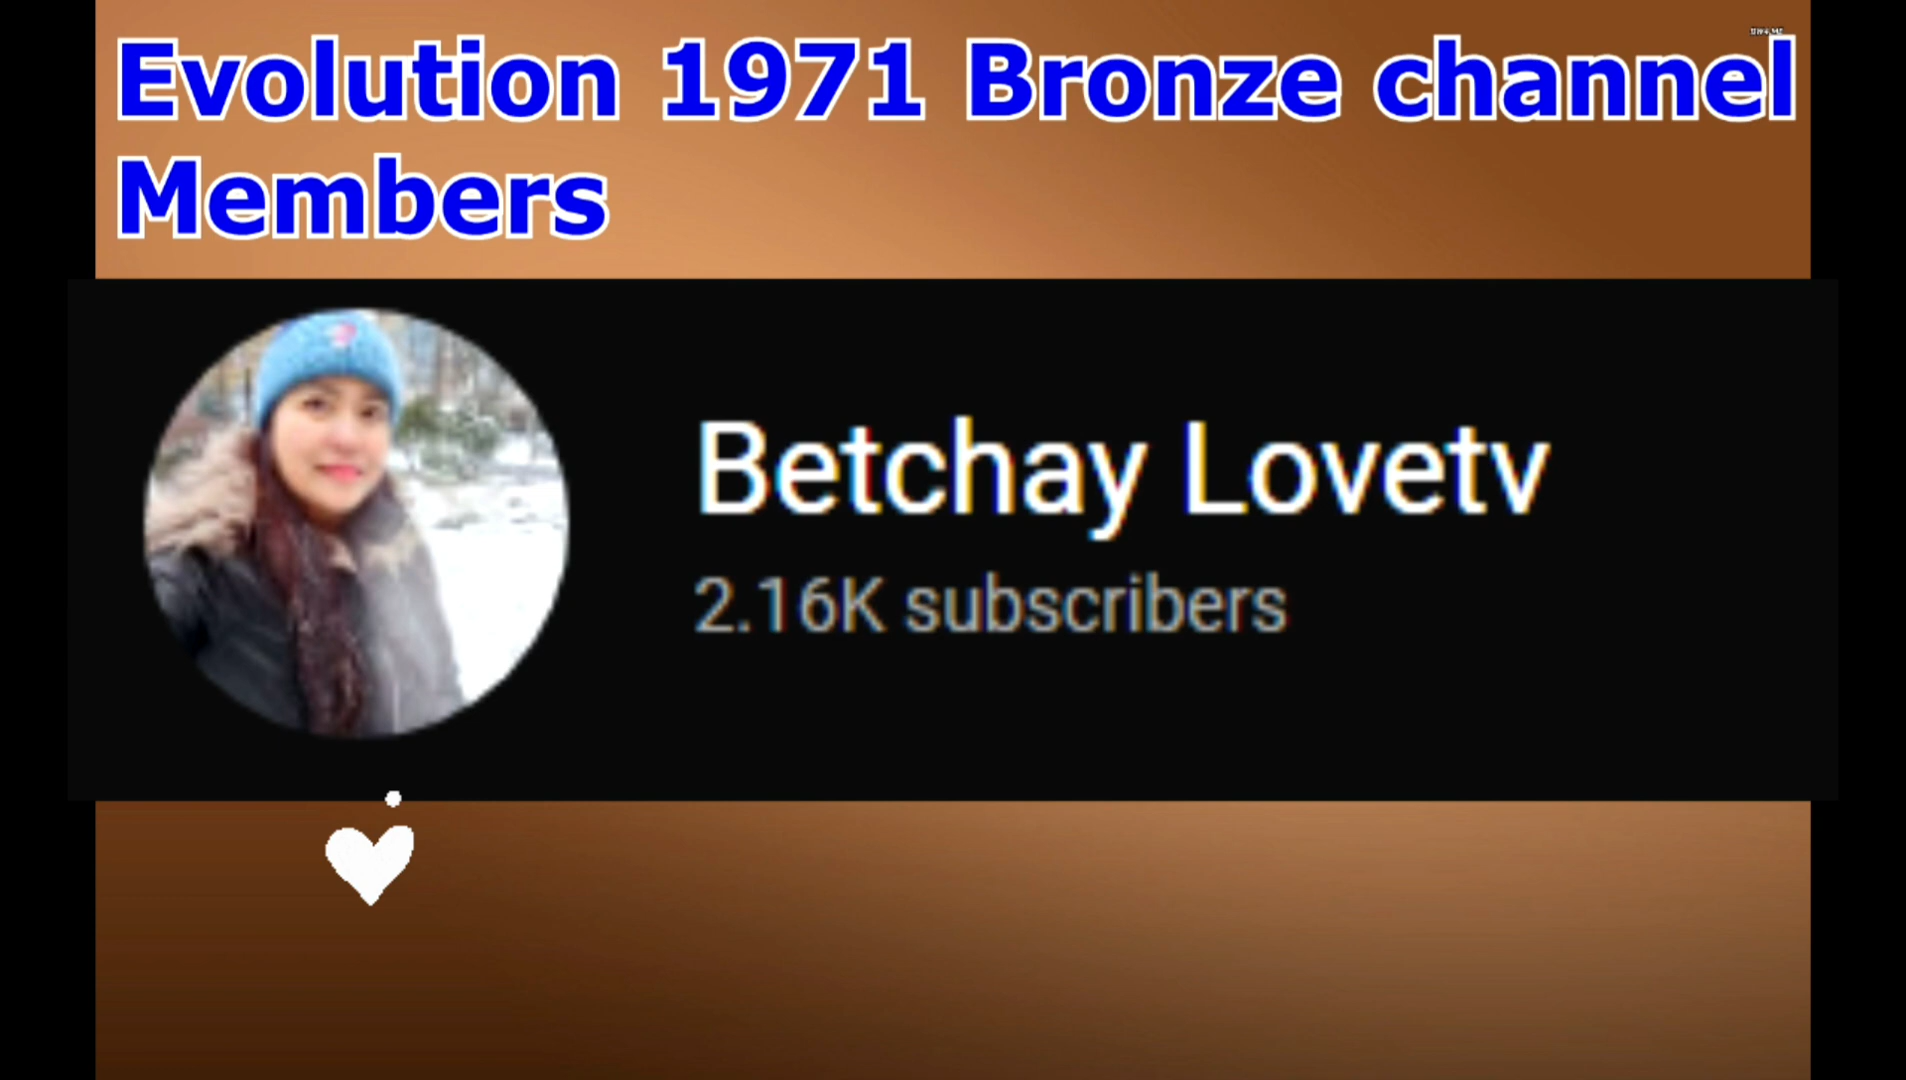 Evolution 1971 Bronze channel
Members
Betchay Lovetv
2.16K subscribers